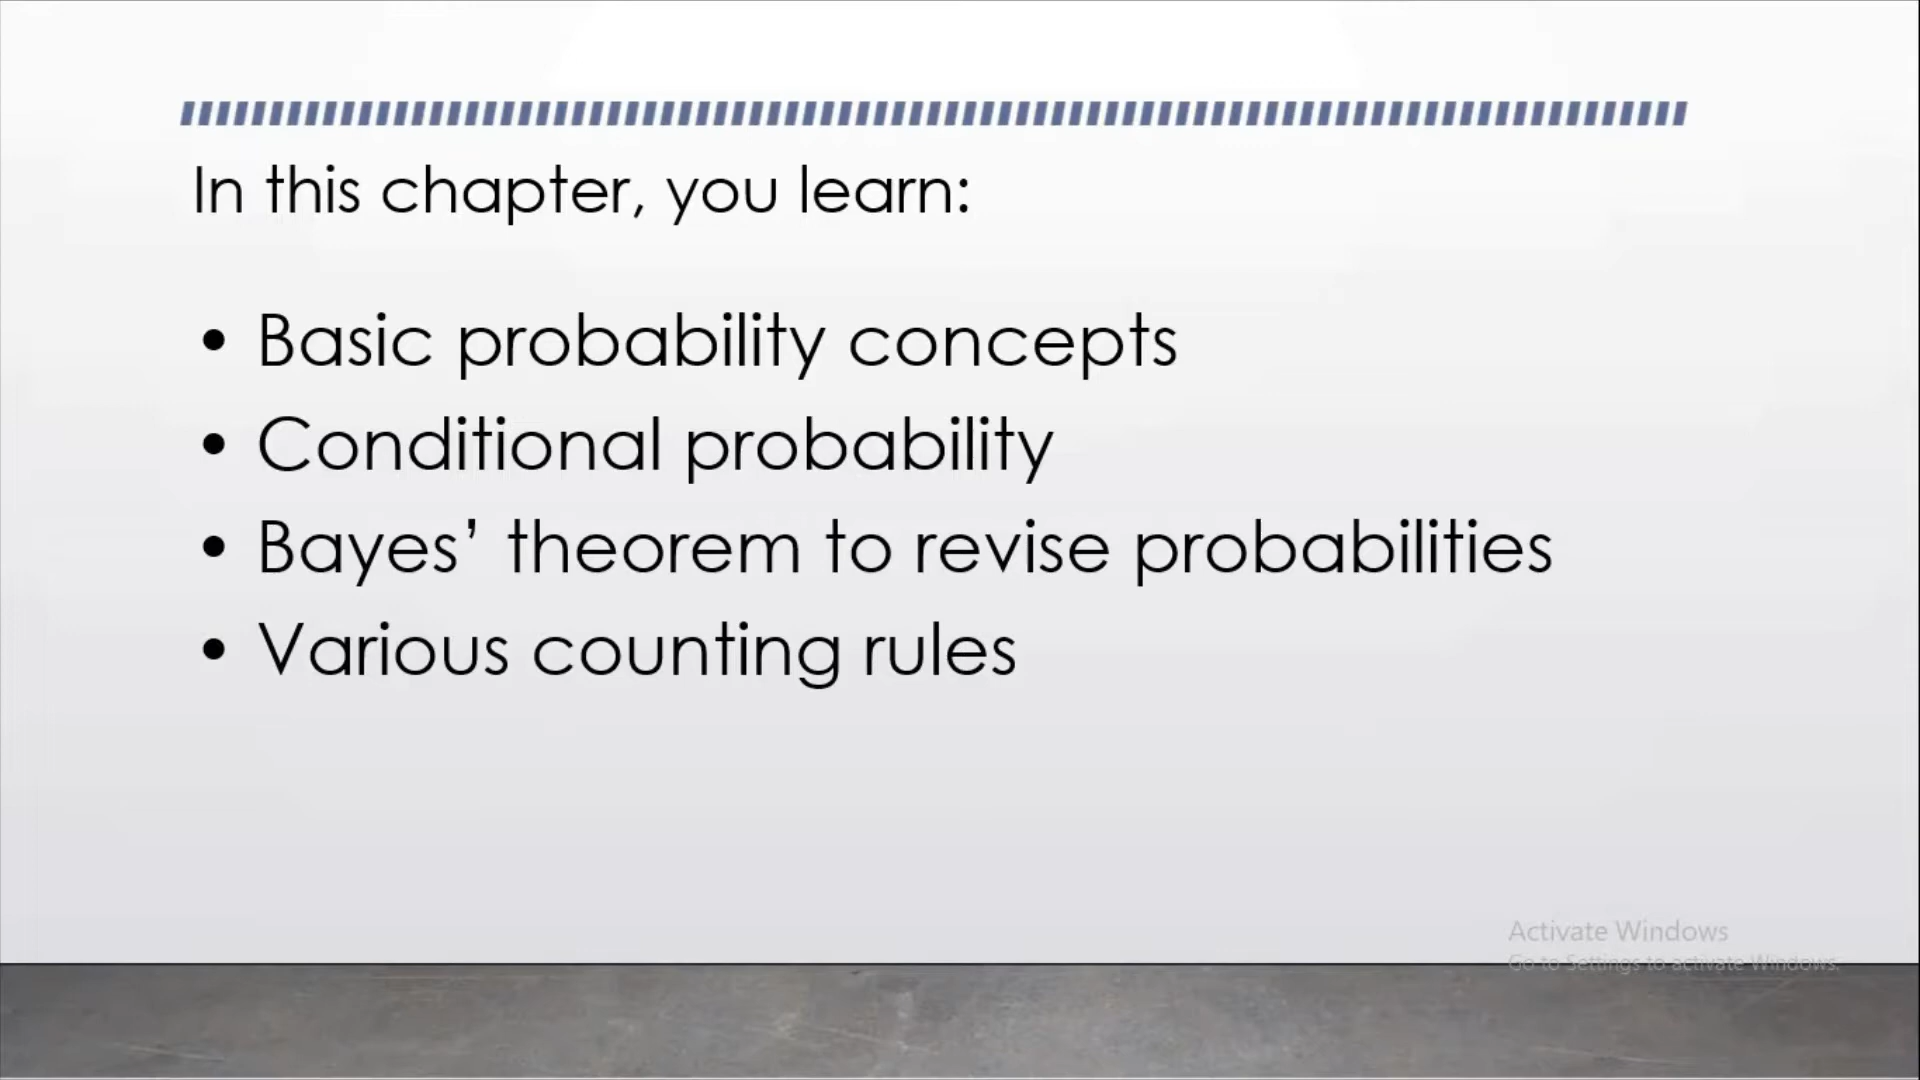 In this chapter, you learn:
• Basic probability concepts
• Conditional probability
• Bayes’ theorem to revise probabilities
• Various counting rules
Activate Windows
Go to Settings to activate Windows.